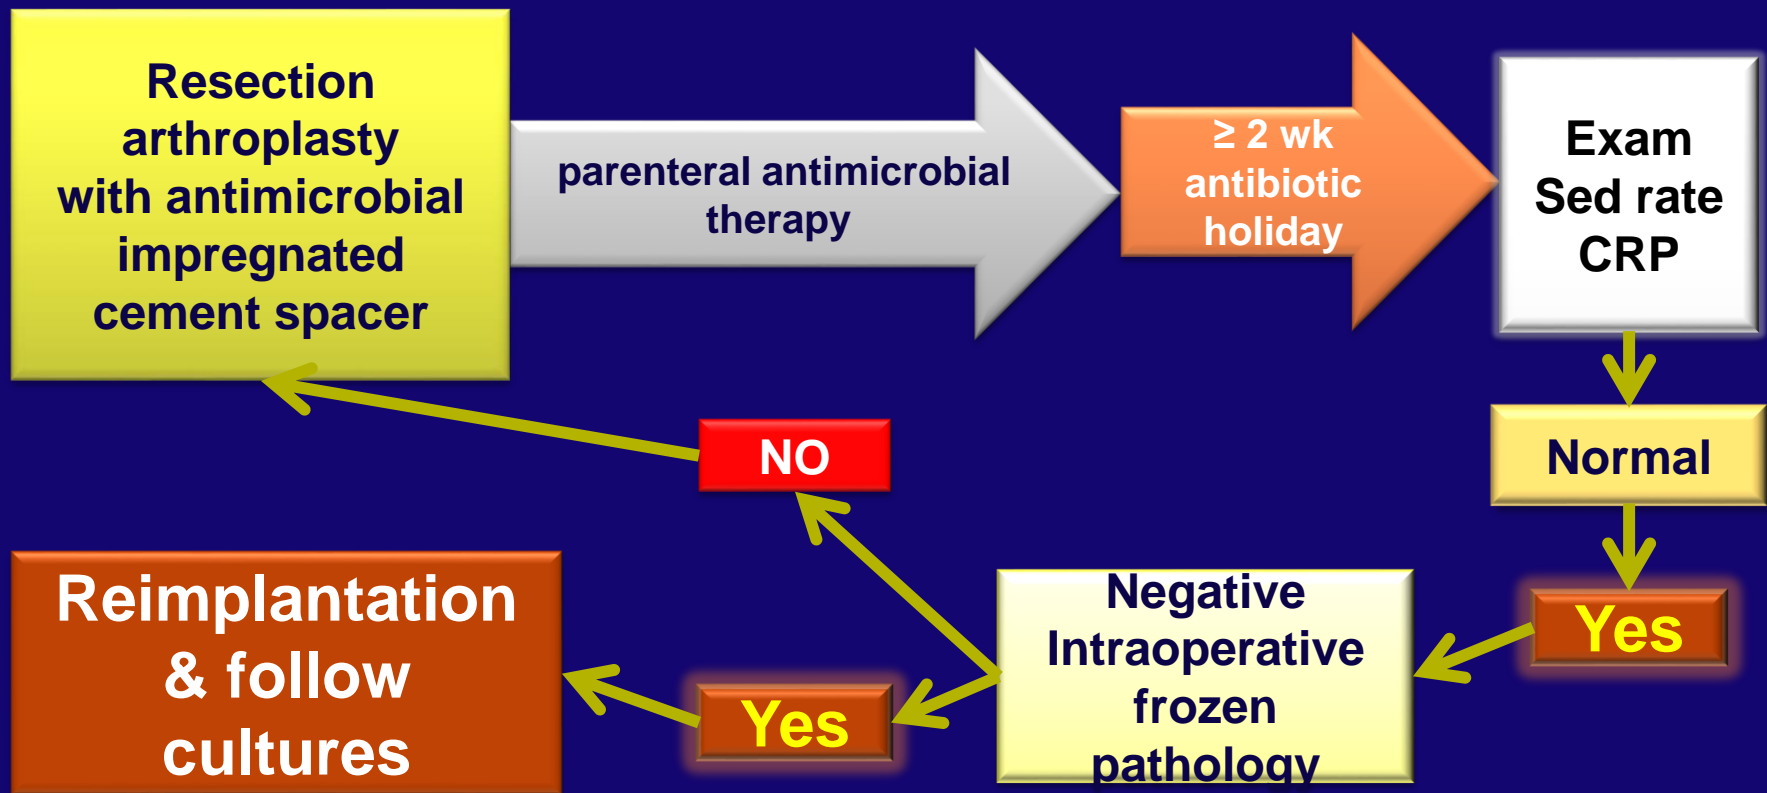 Resection
arthroplasty
with antimicrobial
impregnated
cement spacer
parenteral antimicrobial
therapy
≥ 2 wk
antibiotic
holiday
Exam
Sed rate
CRP
Normal
Yes
Negative
Intraoperative
frozen
pathology
NO
Yes
Reimplantation
& follow
cultures